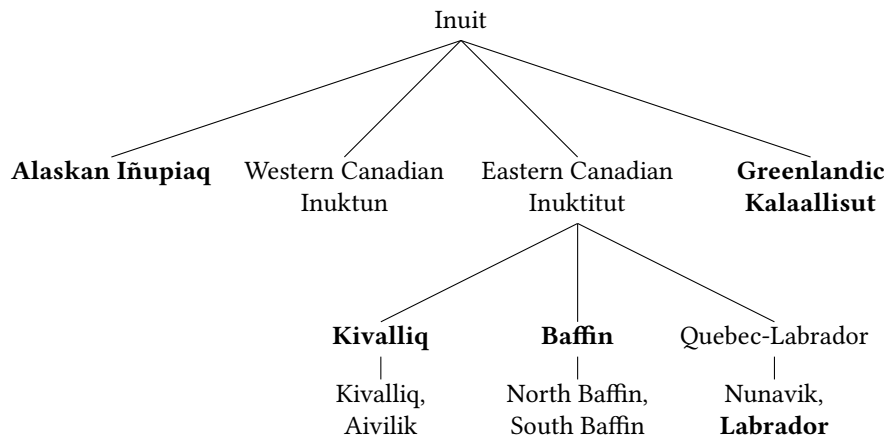 Inuit
Alaskan Iñupiaq
Western Canadian
Inuktun
Eastern Canadian
Inuktitut
Greenlandic
Kalaallisut
Kivalliq
Baffin
Quebec-Labrador
Kivalliq,
Aivilik
North Baffin,
South Baffin
Nunavik,
Labrador